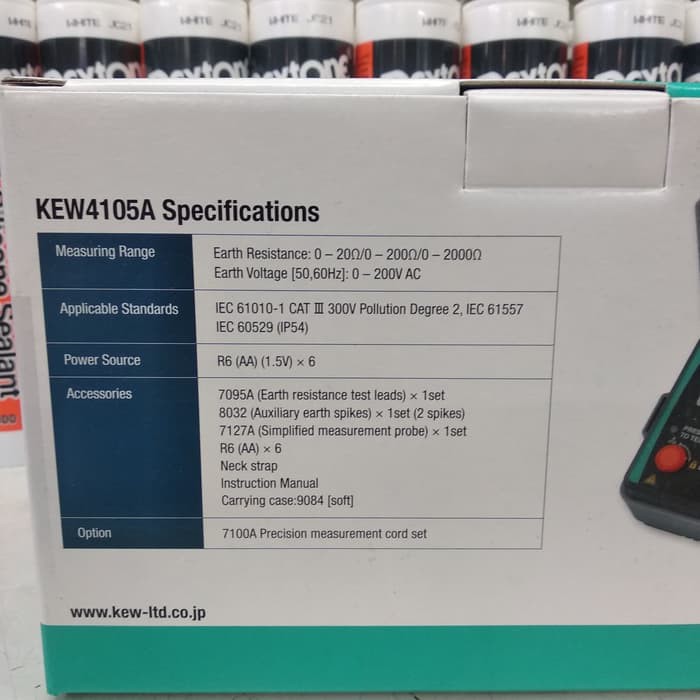 WHITE JC21
WHITE JC21
KEW4105A Specifications
Measuring Range
Earth Resistance: 0 – 20Ω/0 – 200Ω/0 – 2000Ω
Earth Voltage [50,60Hz]: 0 – 200V AC
Applicable Standards
IEC 61010-1 CAT Ⅲ 300V Pollution Degree 2, IEC 61557
IEC 60529 (IP54)
Power Source
R6 (AA) (1.5V) × 6
Accessories
7095A (Earth resistance test leads) × 1set
8032 (Auxiliary earth spikes) × 1set (2 spikes)
7127A (Simplified measurement probe) × 1set
R6 (AA) × 6
Neck strap
Instruction Manual
Carrying case:9084 [soft]
Option
7100A Precision measurement cord set
www.kew-ltd.co.jp
Sealant